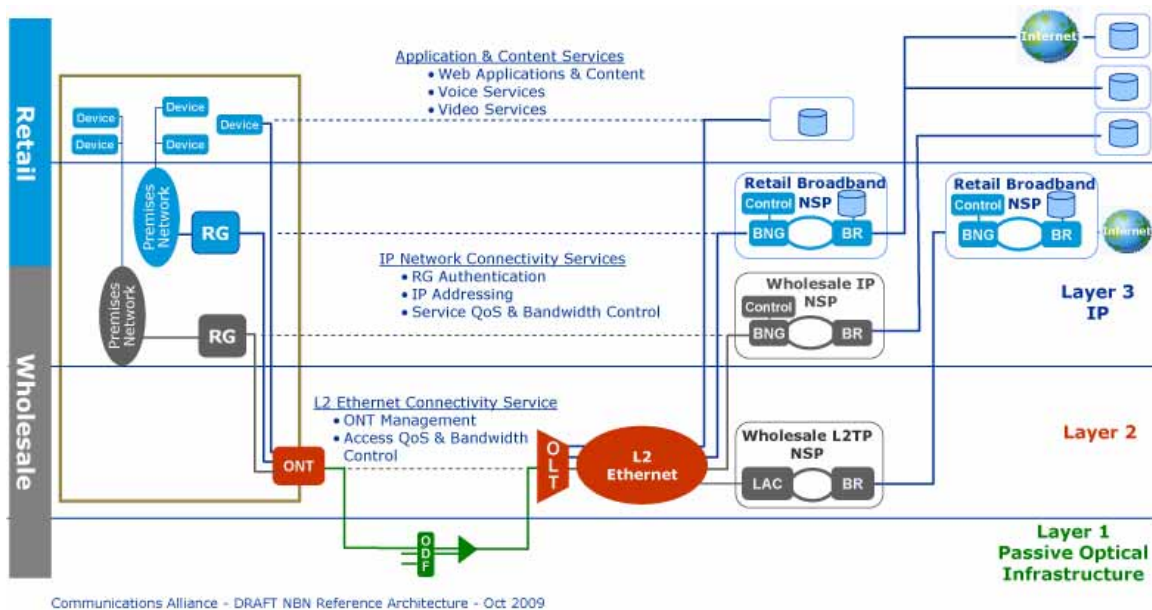 Retail
Wholesale
Application & Content Services
• Web Applications & Content
• Voice Services
• Video Services
Internet
Device
Device
Device
Device
Device
Premises
Network
RG
Retail Broadband
NSP
Control
BNG
BR
Retail Broadband
NSP
Control
BNG
BR
Internet
IP Network Connectivity Services
• RG Authentication
• IP Addressing
• Service QoS & Bandwidth Control
Premises
Network
RG
Wholesale IP
NSP
Control
BNG
BR
Layer 3
IP
L2 Ethernet Connectivity Service
• ONT Management
• Access QoS & Bandwidth
Control
ONT
OLT
L2
Ethernet
Wholesale L2TP
NSP
LAC
BR
Layer 2
ODF
Layer 1
Passive Optical
Infrastructure
Communications Alliance - DRAFT NBN Reference Architecture - Oct 2009